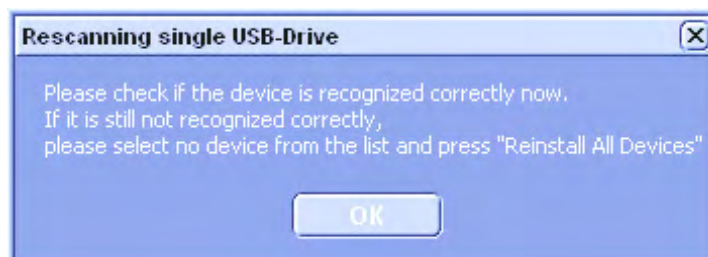 Rescanning single USB-Drive
Please check if the device is recognized correctly now.
If it is still not recognized correctly,
please select no device from the list and press "Reinstall All Devices"
OK